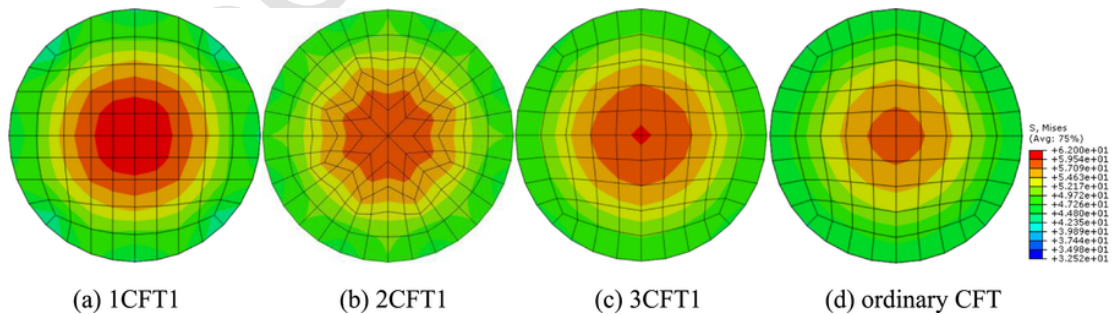 S, Mises
(Avg: 75%)
+6.200e+01
+5.954e+01
+5.709e+01
+5.463e+01
+5.217e+01
+4.972e+01
+4.726e+01
+4.480e+01
+4.235e+01
+3.989e+01
+3.744e+01
+3.498e+01
+3.252e+01
(a) 1CFT1
(b) 2CFT1
(c) 3CFT1
(d) ordinary CFT